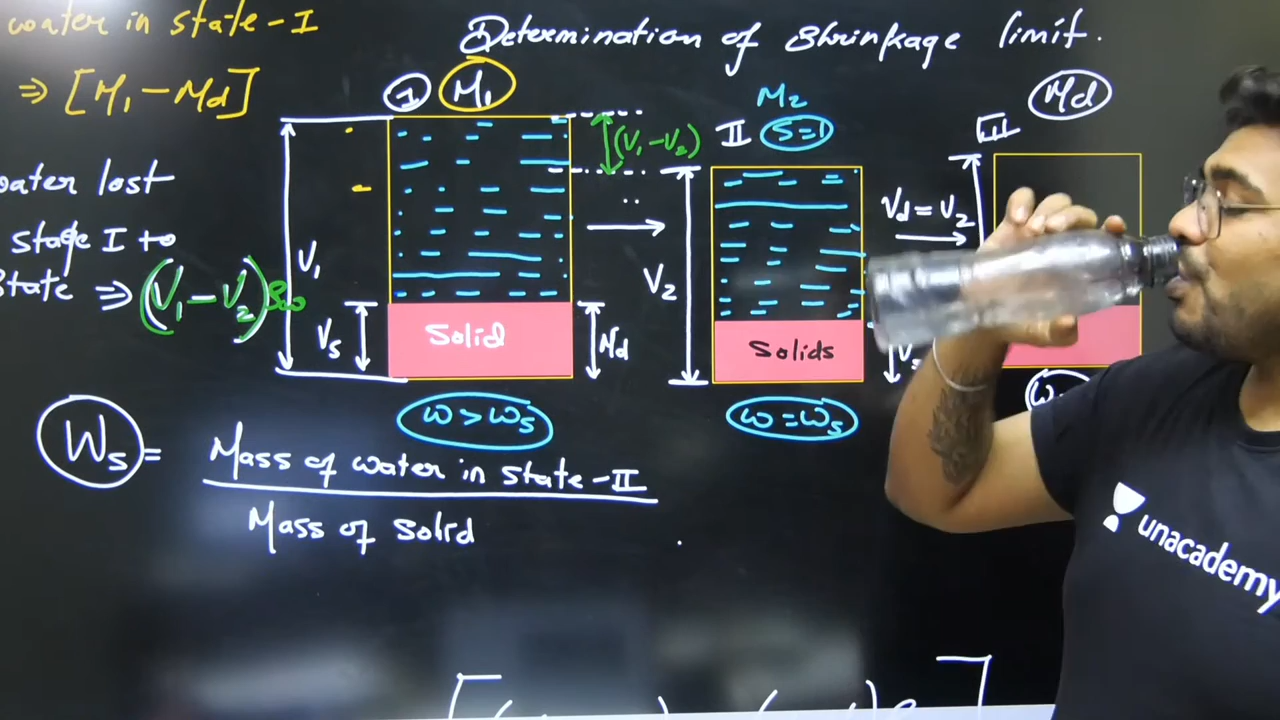 water in state-I
⇒ [M₁ - Md]
water lost
stage I to
state ⇒ (V₁ - V₂)ρω
Determination of Shrinkage limit.
I M₁
V₁
Vs
Solid
Md
ω > ωs
(V₁-V₂)
M₂
II S=1
V₂
Solids
ω = ωs
Vd = V₂
Md
III
Ws = Mass of water in state-II
Mass of Solid
unacademy